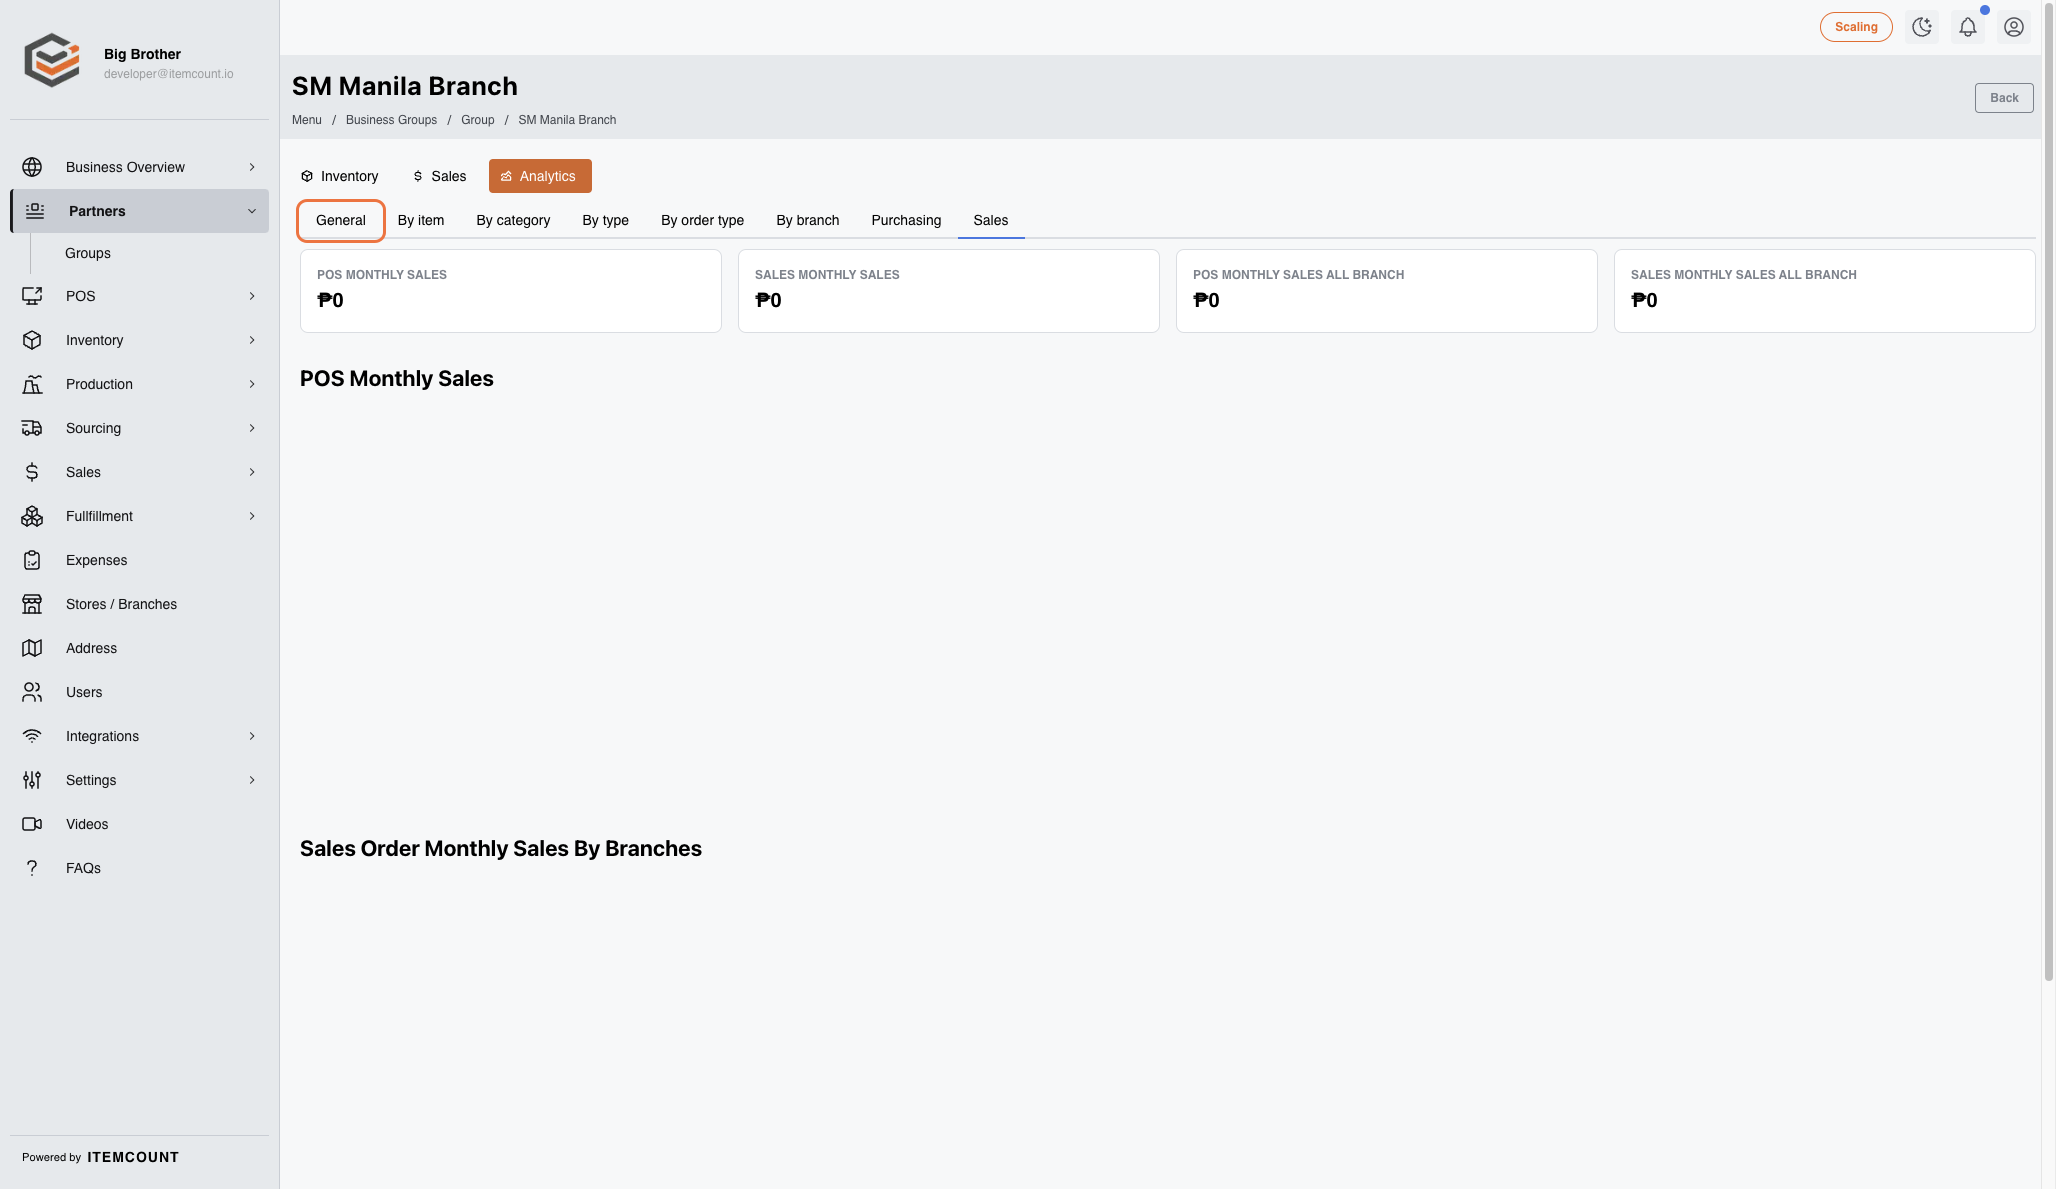 Big Brother
developer@itemcount.io
Business Overview
Partners
Groups
POS
Inventory
Production
Sourcing
Sales
Fullfillment
Expenses
Stores / Branches
Address
Users
Integrations
Settings
Videos
FAQs
Powered by ITEMCOUNT
Scaling
SM Manila Branch
Menu / Business Groups / Group / SM Manila Branch
Back
Inventory $ Sales Analytics
General By item By category By type By order type By branch Purchasing Sales
POS MONTHLY SALES
₱0
SALES MONTHLY SALES
₱0
POS MONTHLY SALES ALL BRANCH
₱0
SALES MONTHLY SALES ALL BRANCH
₱0
POS Monthly Sales
Sales Order Monthly Sales By Branches